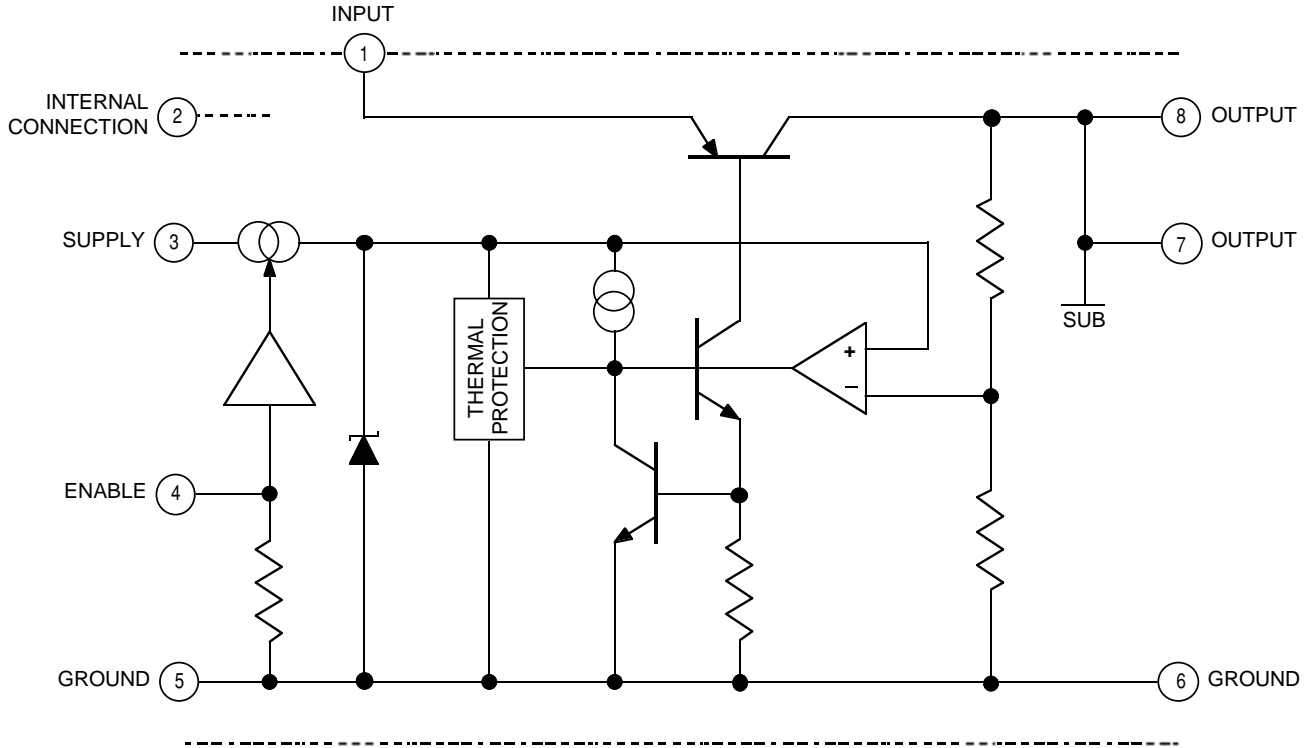 INPUT
1
INTERNAL
CONNECTION
2
8
OUTPUT
SUPPLY
3
7
OUTPUT
THERMAL
PROTECTION
SUB
+
–
ENABLE
4
GROUND
5
6
GROUND